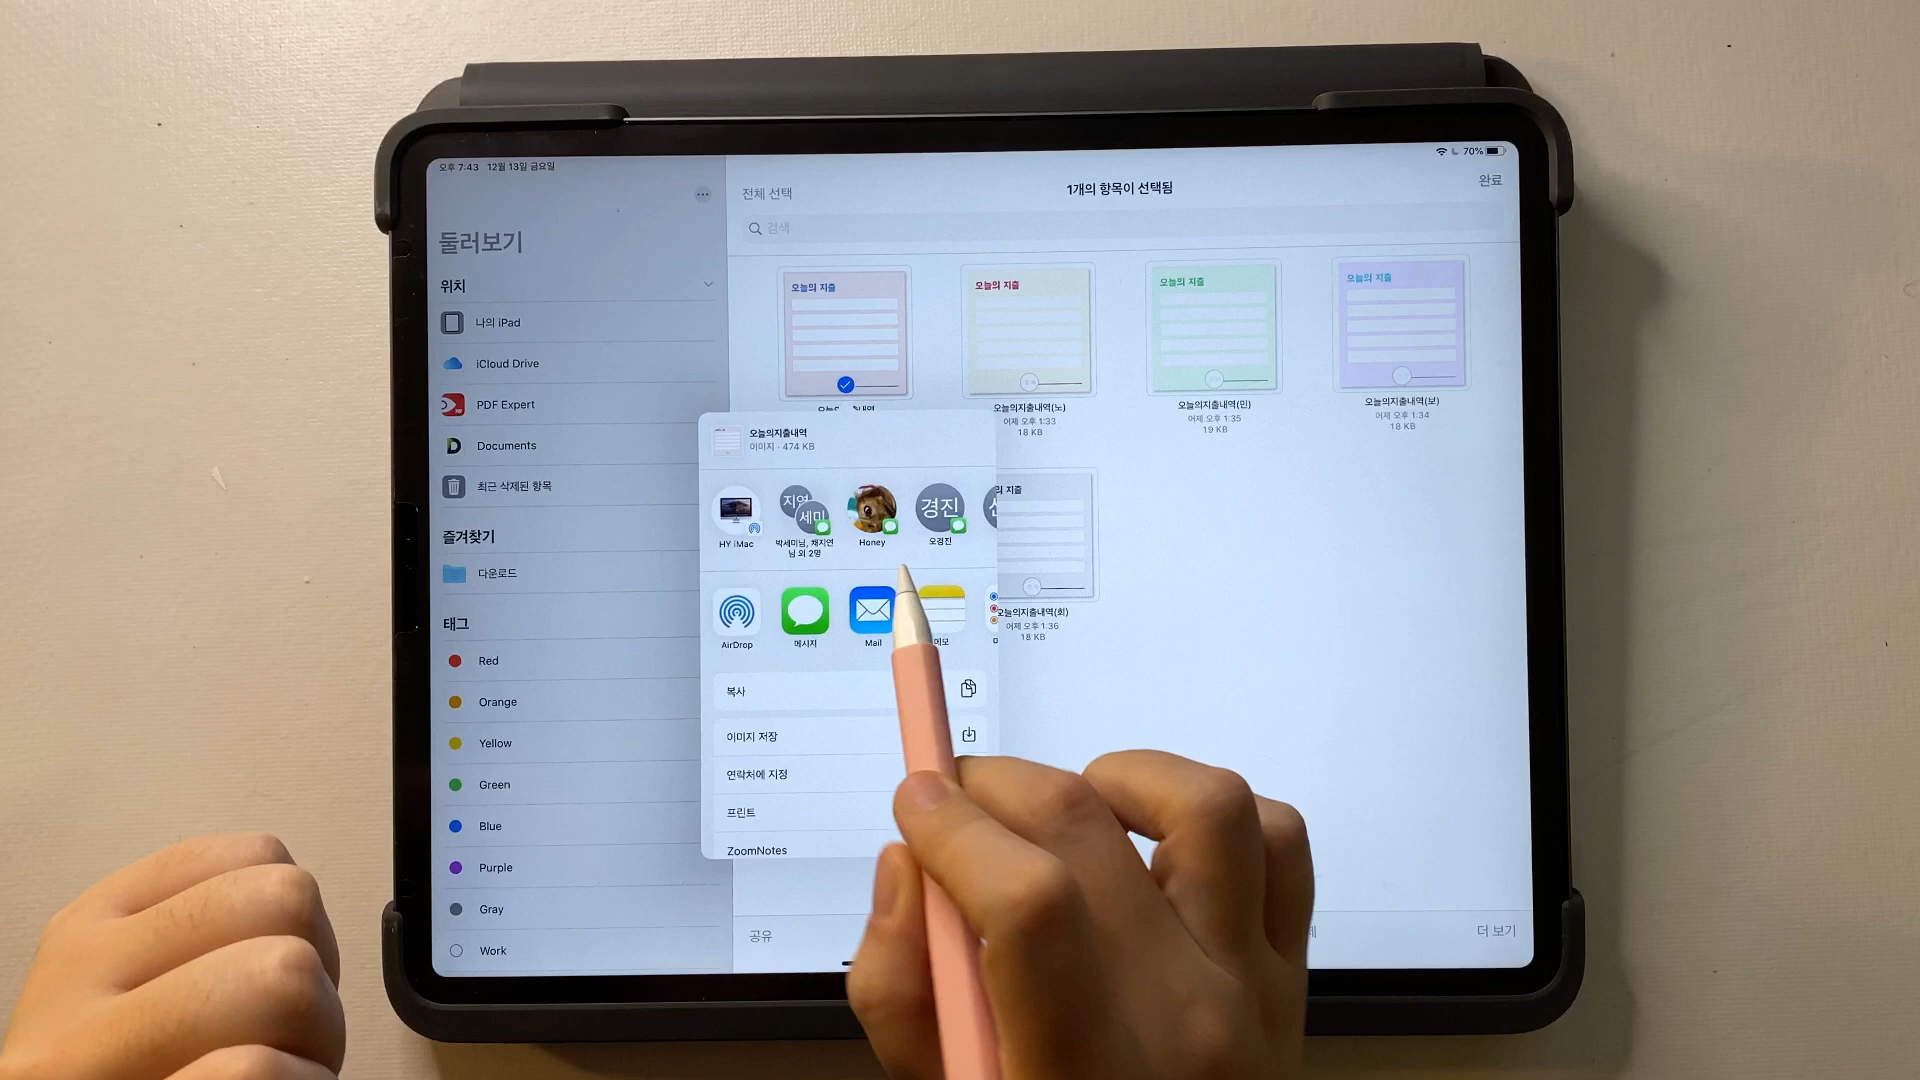 오후 7:43 12월 13일 금요일
70%
둘러보기
위치
나의 iPad
iCloud Drive
PDF Expert
Documents
최근 삭제된 항목
즐겨찾기
다운로드
태그
Red
Orange
Yellow
Green
Blue
Purple
Gray
Work
전체 선택
1개의 항목이 선택됨
완료
검색
오늘의 지출
오늘의 지출
오늘의 지출
오늘의 지출
오늘의지출내역(노)
어제 오후 1:33
18 KB
오늘의지출내역(민)
어제 오후 1:35
19 KB
오늘의지출내역(보)
어제 오후 1:34
18 KB
지출
오늘의지출내역(회)
어제 오후 1:36
18 KB
오늘의지출내역
이미지 · 474 KB
지연
세미
경진
HY iMac
박세미님, 채지연
님 외 2명
Honey
오경진
AirDrop
메시지
Mail
메모
복사
이미지 저장
연락처에 지정
프린트
ZoomNotes
공유
더 보기